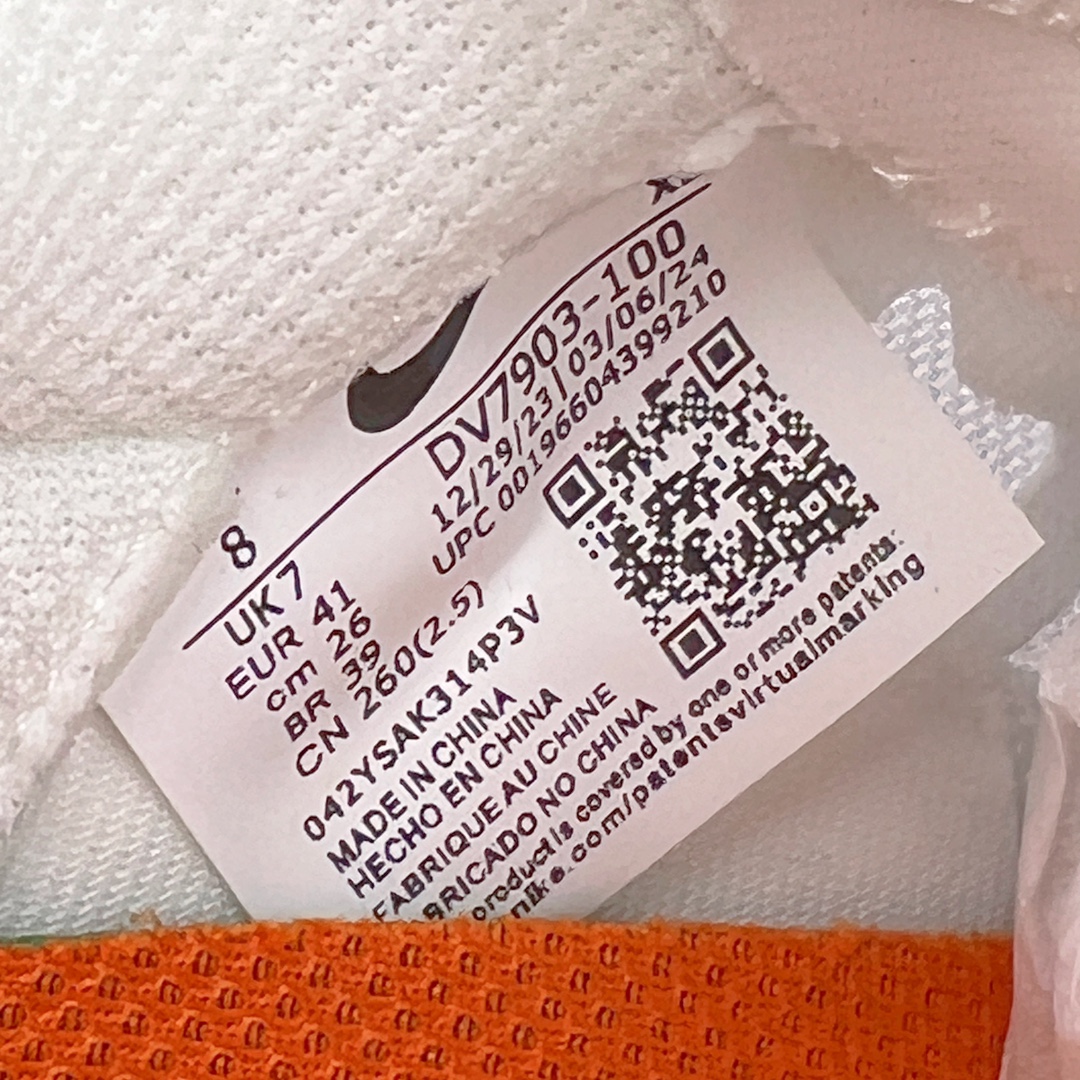 8
DV7903-100
UK 7
12/29/23|03/06/24
EUR 41
UPC 00196604399210
cm 26
BR 39
CN 260(2.5)
042YSAK314P3V
MADE IN CHINA
HECHO EN CHINA
FABRIQUE AU CHINE
BRICADO NO CHINA
product is covered by one or more patents:
nike.com/patentsvirtualmarking